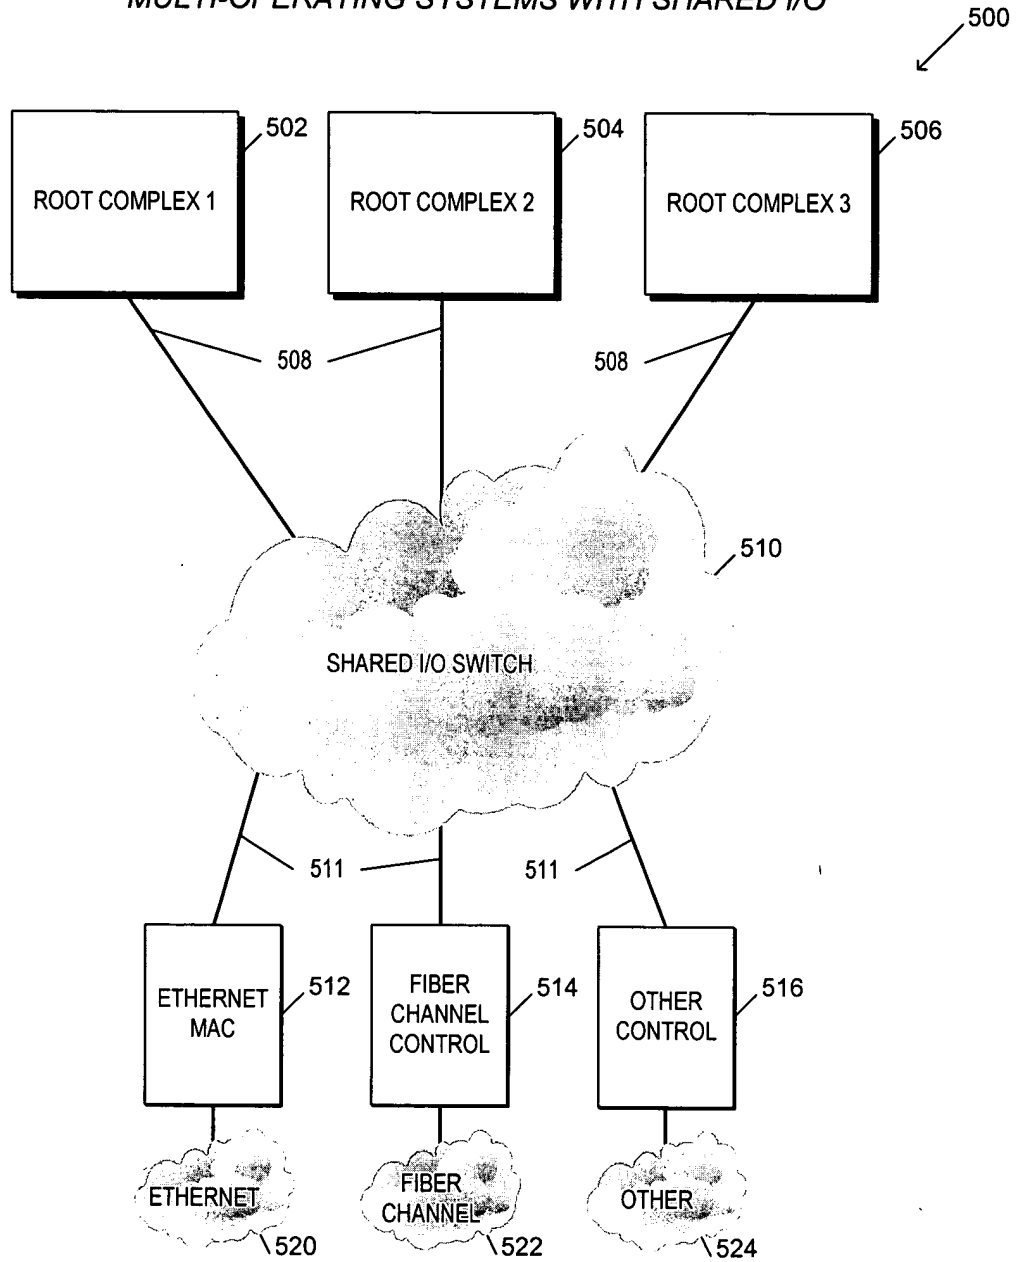 MULTI-OPERATING SYSTEMS WITH SHARED I/O
500
502
504
506
ROOT COMPLEX 1
ROOT COMPLEX 2
ROOT COMPLEX 3
508
508
510
SHARED I/O SWITCH
511
511
ETHERNET
MAC
512
FIBER
CHANNEL
CONTROL
514
OTHER
CONTROL
516
ETHERNET
520
FIBER
CHANNEL
522
OTHER
524